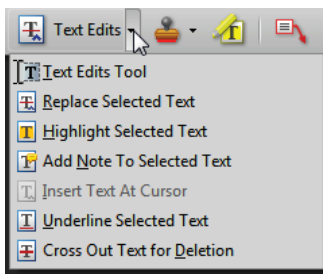 Text Edits
Text Edits Tool
Replace Selected Text
Highlight Selected Text
Add Note To Selected Text
Insert Text At Cursor
Underline Selected Text
Cross Out Text for Deletion